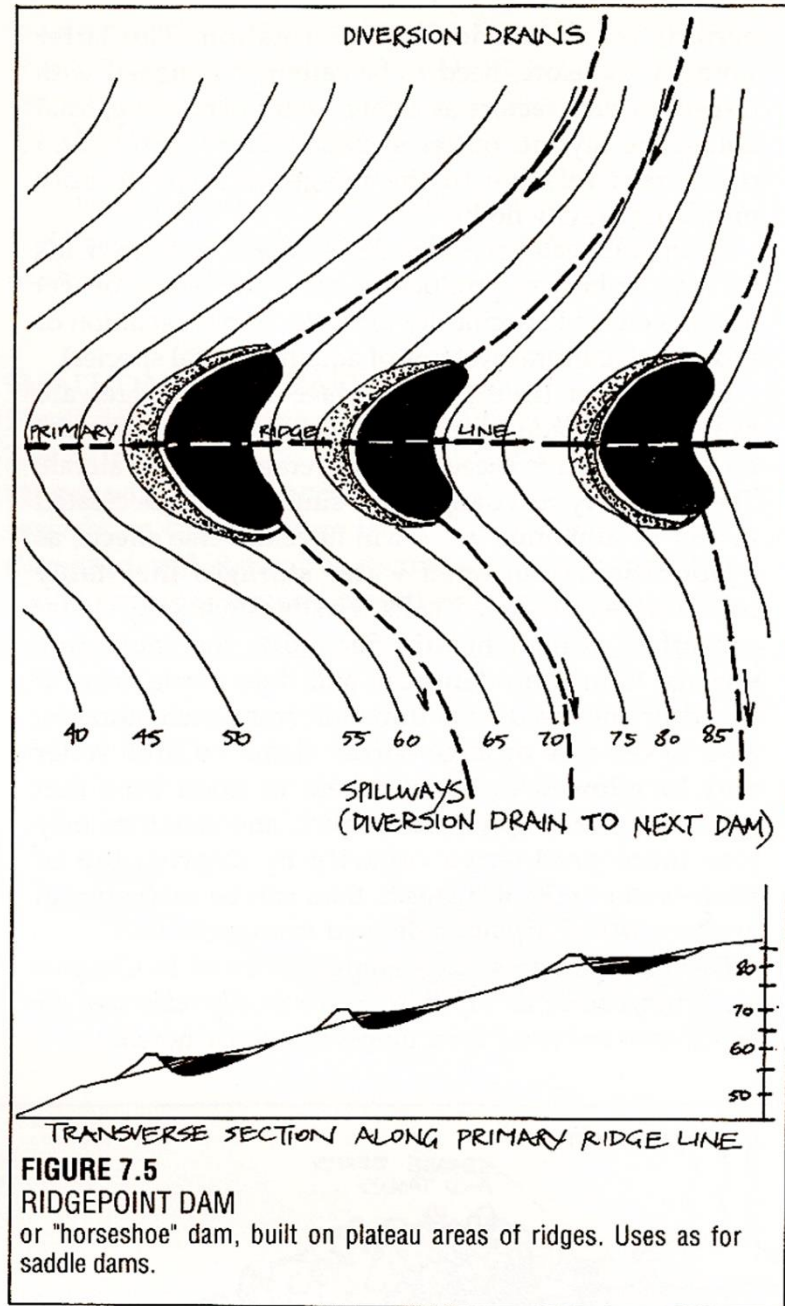 DIVERSION DRAINS
PRIMARY RIDGE LINE
40 45 50 55 60 65 70 75 80 85
SPILLWAYS
(DIVERSION DRAIN TO NEXT DAM)
80
70
60
50
TRANSVERSE SECTION ALONG PRIMARY RIDGE LINE
FIGURE 7.5
RIDGEPOINT DAM
or "horseshoe" dam, built on plateau areas of ridges. Uses as for
saddle dams.